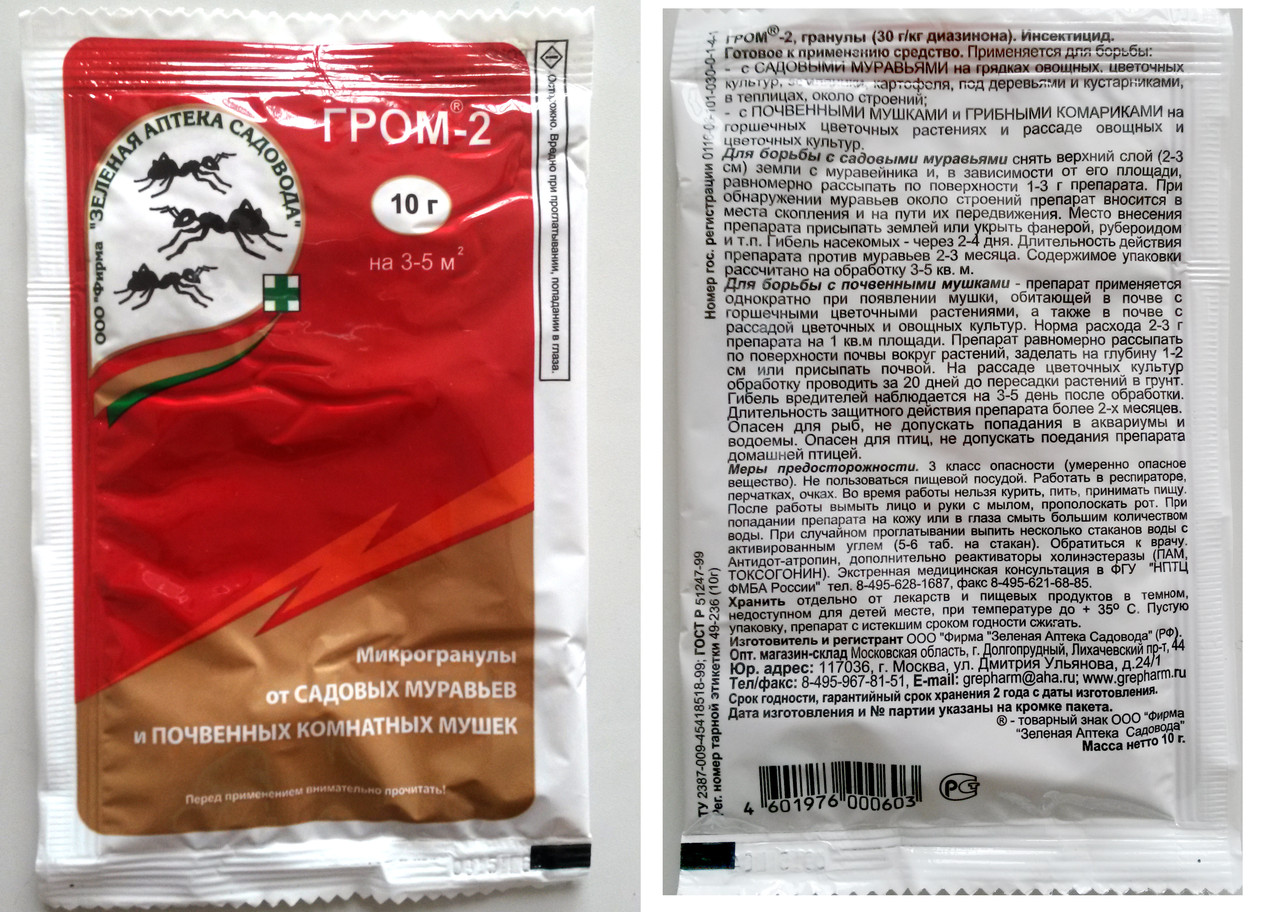 ООО "Фирма "ЗЕЛЕНАЯ АПТЕКА САДОВОДА"
ГРОМ®-2
10 г
на 3-5 м²
Осторожно. Вредно при проглатывании, попадании в глаза.
Микрогранулы
от САДОВЫХ МУРАВЬЕВ
и ПОЧВЕННЫХ КОМНАТНЫХ МУШЕК
Перед применением внимательно прочитать!
ГРОМ®-2, гранулы (30 г/кг диазинона). Инсектицид.
Готовое к применению средство. Применяется для борьбы:
- с САДОВЫМИ МУРАВЬЯМИ на грядках овощных, цветочных
культур, картофеля, под деревьями и кустарниками,
в теплицах, около строений;
- с ПОЧВЕННЫМИ МУШКАМИ и ГРИБНЫМИ КОМАРИКАМИ на
горшечных цветочных растениях и рассаде овощных и
цветочных культур.
Для борьбы с садовыми муравьями снять верхний слой (2-3
см) земли с муравейника и, в зависимости от его площади,
равномерно рассыпать по поверхности 1-3 г препарата. При
обнаружении муравьев около строений препарат вносится в
места скопления и на пути их передвижения. Место внесения
препарата присыпать землей или укрыть фанерой, рубероидом
и т.п. Гибель насекомых - через 2-4 дня. Длительность действия
препарата против муравьев 2-3 месяца. Содержимое упаковки
рассчитано на обработку 3-5 кв. м.
Для борьбы с почвенными мушками - препарат применяется
однократно при появлении мушки, обитающей в почве с
горшечными цветочными растениями, а также в почве с
рассадой цветочных и овощных культур. Норма расхода 2-3 г
препарата на 1 кв.м площади. Препарат равномерно рассыпать
по поверхности почвы вокруг растений, заделать на глубину 1-2
см или присыпать почвой. На рассаде цветочных культур
обработку проводить за 20 дней до пересадки растений в грунт.
Гибель вредителей наблюдается на 3-5 день после обработки.
Длительность защитного действия препарата более 2-х месяцев.
Опасен для рыб, не допускать попадания в аквариумы и
водоемы. Опасен для птиц, не допускать поедания препарата
домашней птицей.
Меры предосторожности. 3 класс опасности (умеренно опасное
вещество). Не пользоваться пищевой посудой. Работать в респираторе,
перчатках, очках. Во время работы нельзя курить, пить, принимать пищу.
После работы вымыть лицо и руки с мылом, прополоскать рот. При
попадании препарата на кожу или в глаза смыть большим количеством
воды. При случайном проглатывании выпить несколько стаканов воды с
активированным углем (5-6 таб. на стакан). Обратиться к врачу.
Антидот-атропин, дополнительно реактиваторы холинэстеразы (ПАМ,
ТОКСОГОНИН). Экстренная медицинская консультация в ФГУ "НПТЦ
ФМБА России" тел. 8-495-628-1687, факс 8-495-621-68-85.
Хранить отдельно от лекарств и пищевых продуктов в темном,
недоступном для детей месте, при температуре до + 35º С. Пустую
упаковку, препарат с истекшим сроком годности сжигать.
Изготовитель и регистрант ООО "Фирма "Зеленая Аптека Садовода" (РФ).
Опт. магазин-склад Московская область, г. Долгопрудный, Лихачевский пр-т, 44
Юр. адрес: 117036, г. Москва, ул. Дмитрия Ульянова, д.24/1
Тел/факс: 8-495-967-81-51, E-mail: grepharm@aha.ru; www.grepharm.ru
Срок годности, гарантийный срок хранения 2 года с даты изготовления.
Дата изготовления и № партии указаны на кромке пакета.
® - товарный знак ООО "Фирма
"Зеленая Аптека Садовода"
Масса нетто 10 г.
4 601976 000603
Номер гос. регистрации
ТУ 2387-009-45418518-99; ГОСТ Р 51247-99
Рег. номер тарной этикетки 49-236 (10г)